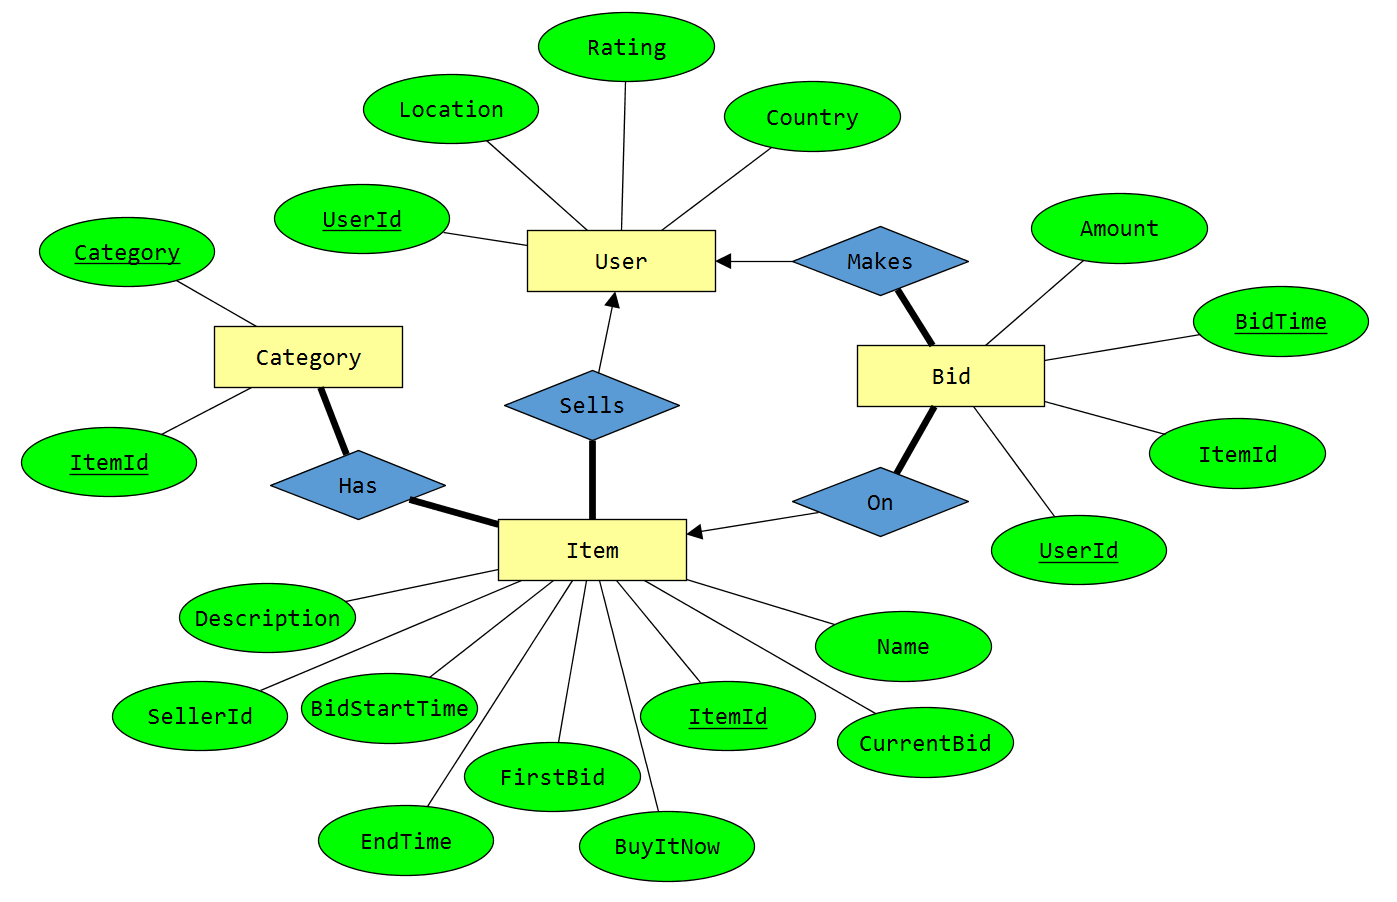 Rating
Location
Country
UserId
Amount
Category
User
Makes
BidTime
Category
Bid
Sells
ItemId
ItemId
Has
On
Item
UserId
Description
Name
SellerId
BidStartTime
ItemId
CurrentBid
FirstBid
EndTime
BuyItNow